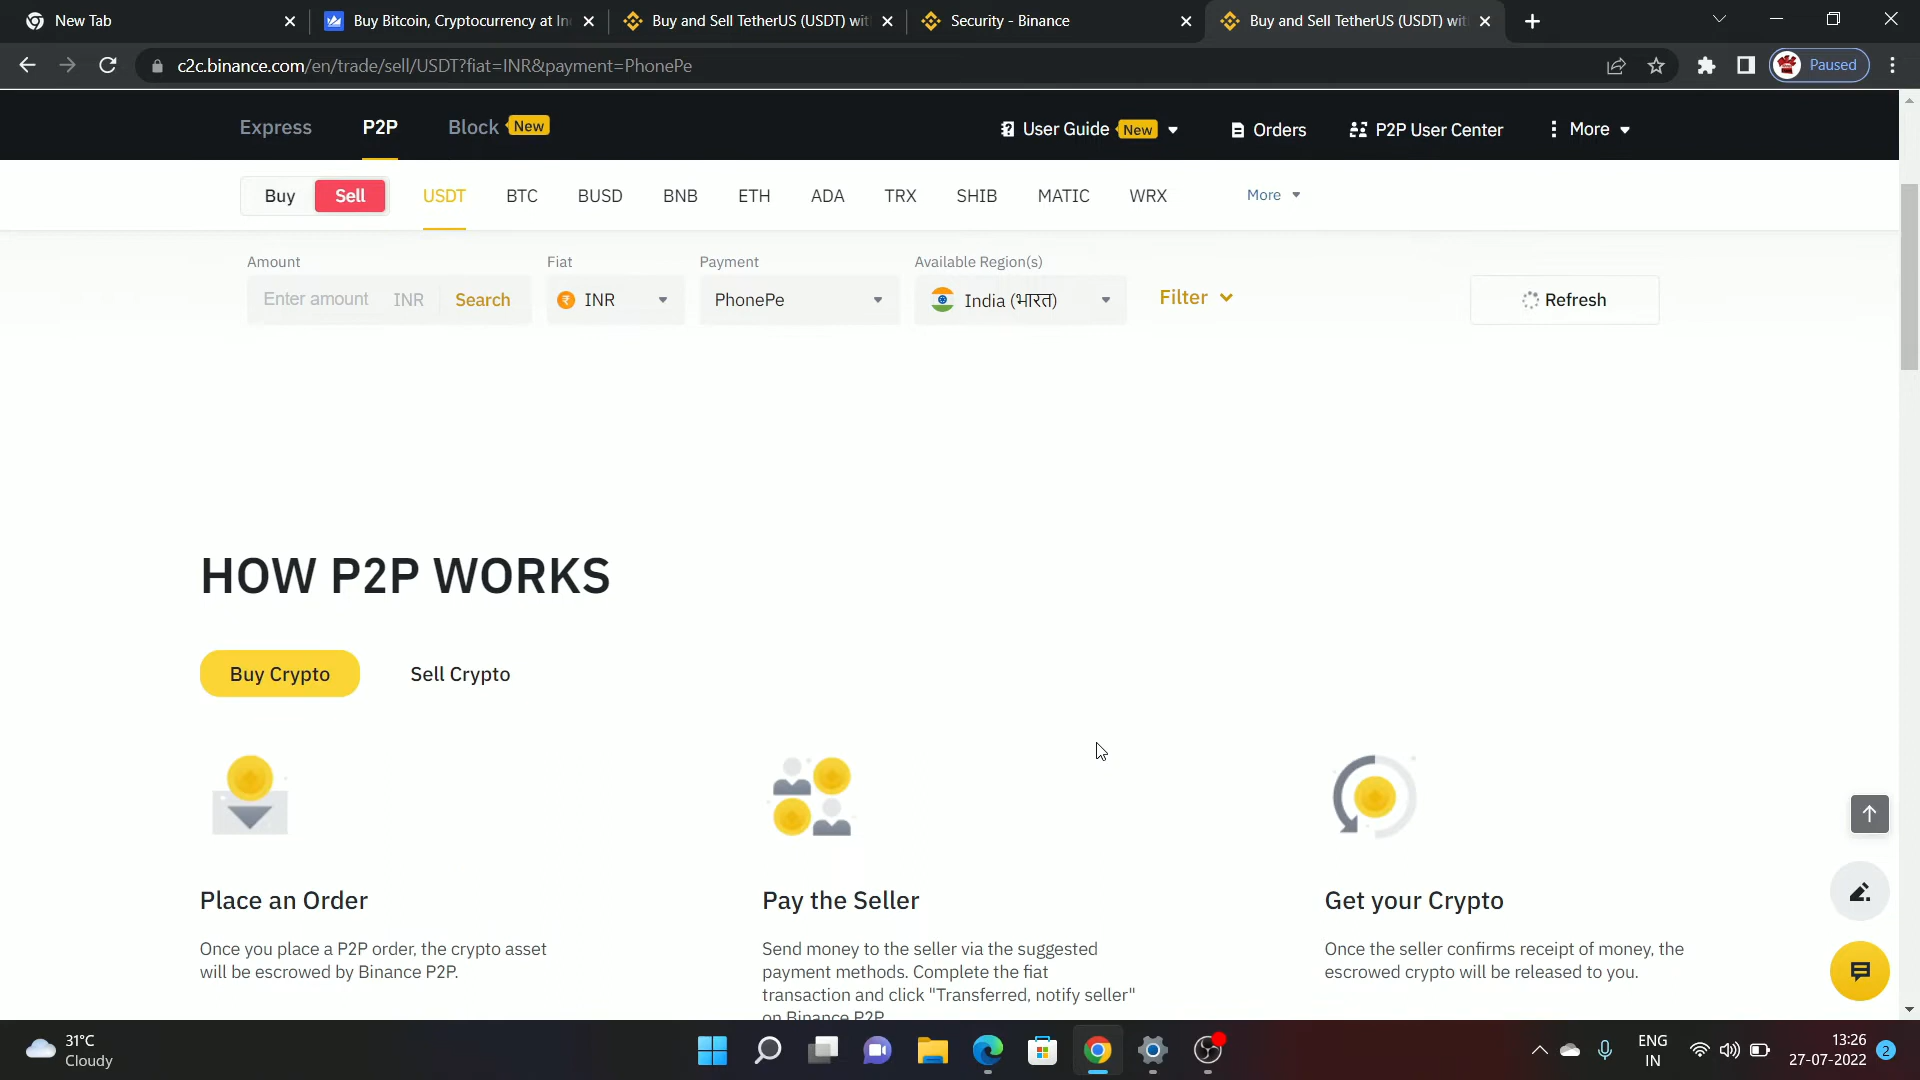 New Tab
Buy Bitcoin, Cryptocurrency at In
Buy and Sell TetherUS (USDT) wit
Security - Binance
Buy and Sell TetherUS (USDT) wit
c2c.binance.com/en/trade/sell/USDT?fiat=INR&payment=PhonePe
Paused
Express
P2P
Block New
User Guide New
Orders
P2P User Center
More
Buy
Sell
USDT
BTC
BUSD
BNB
ETH
ADA
TRX
SHIB
MATIC
WRX
More
Amount
Fiat
Payment
Available Region(s)
Enter amount INR Search
₹ INR
PhonePe
India (भारत)
Filter
Refresh
HOW P2P WORKS
Buy Crypto
Sell Crypto
Place an Order
Once you place a P2P order, the crypto asset
will be escrowed by Binance P2P.
Pay the Seller
Send money to the seller via the suggested
payment methods. Complete the fiat
transaction and click "Transferred, notify seller"
on Binance P2P.
Get your Crypto
Once the seller confirms receipt of money, the
escrowed crypto will be released to you.
31°C
Cloudy
ENG
IN
13:26
27-07-2022
2